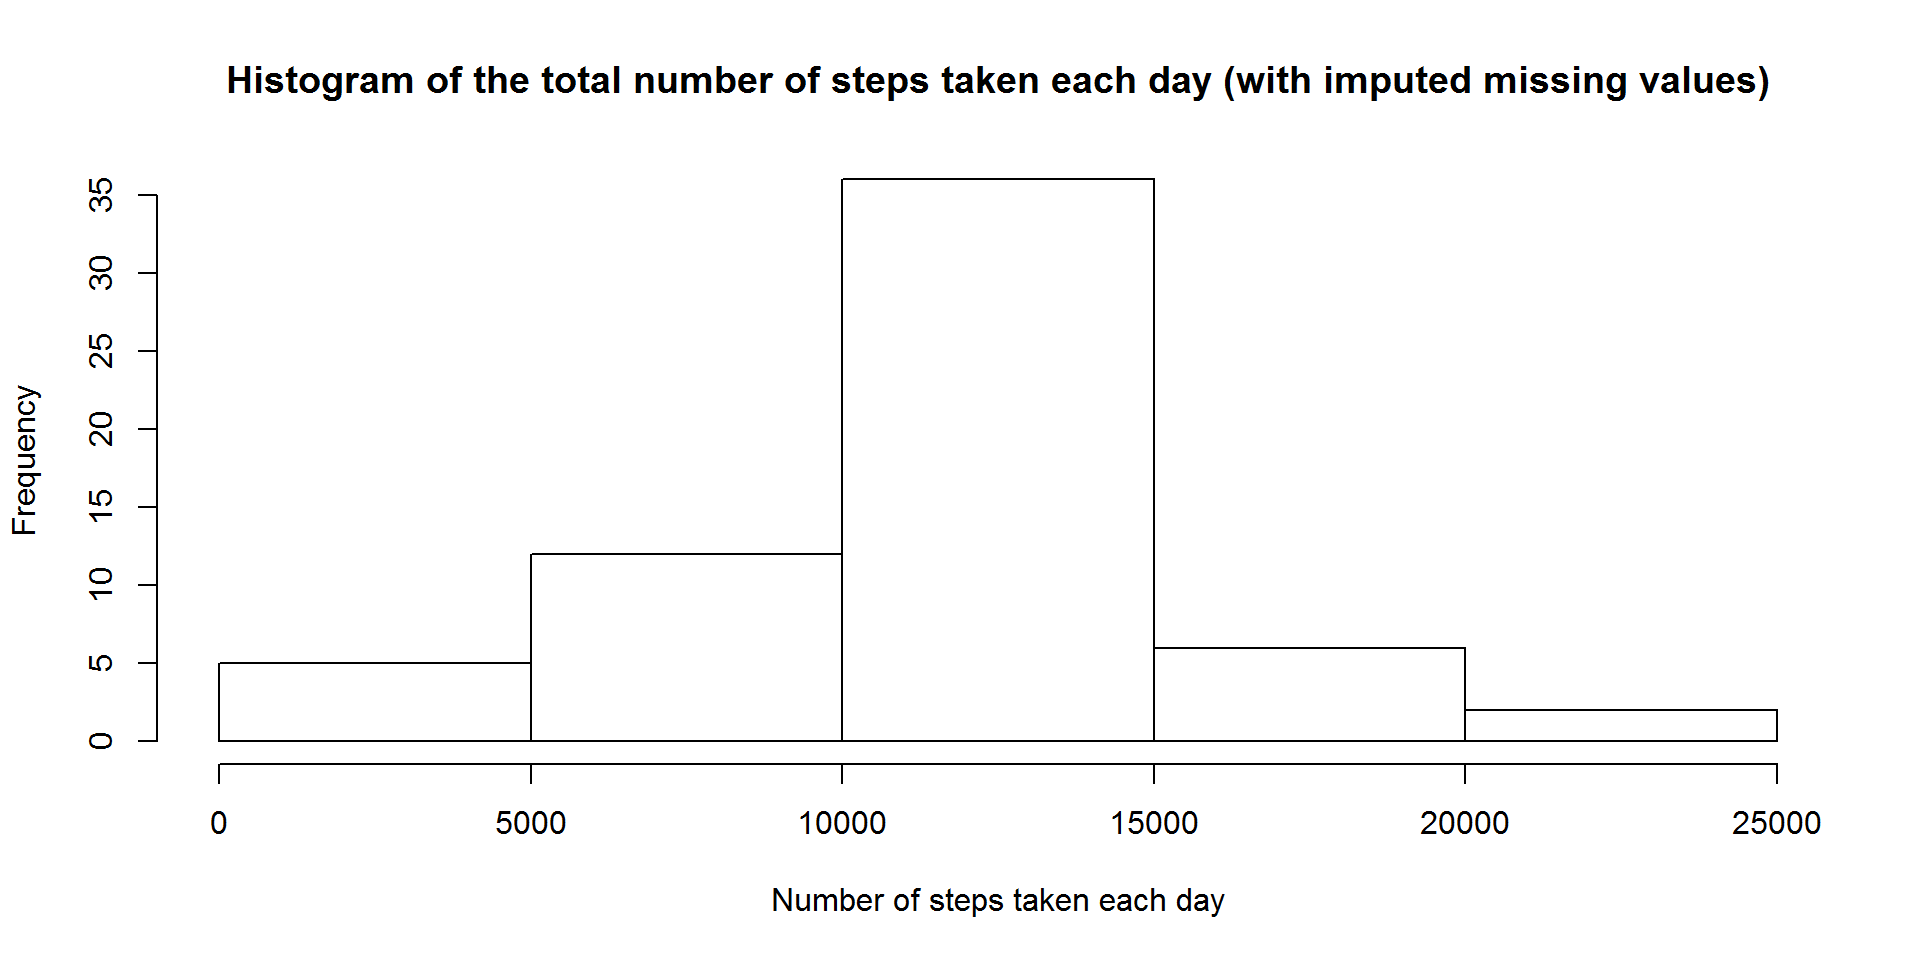 Histogram of the total number of steps taken each day (with imputed missing values)
35
30
25
20
15
10
5
0
Frequency
0 5000 10000 15000 20000 25000
Number of steps taken each day